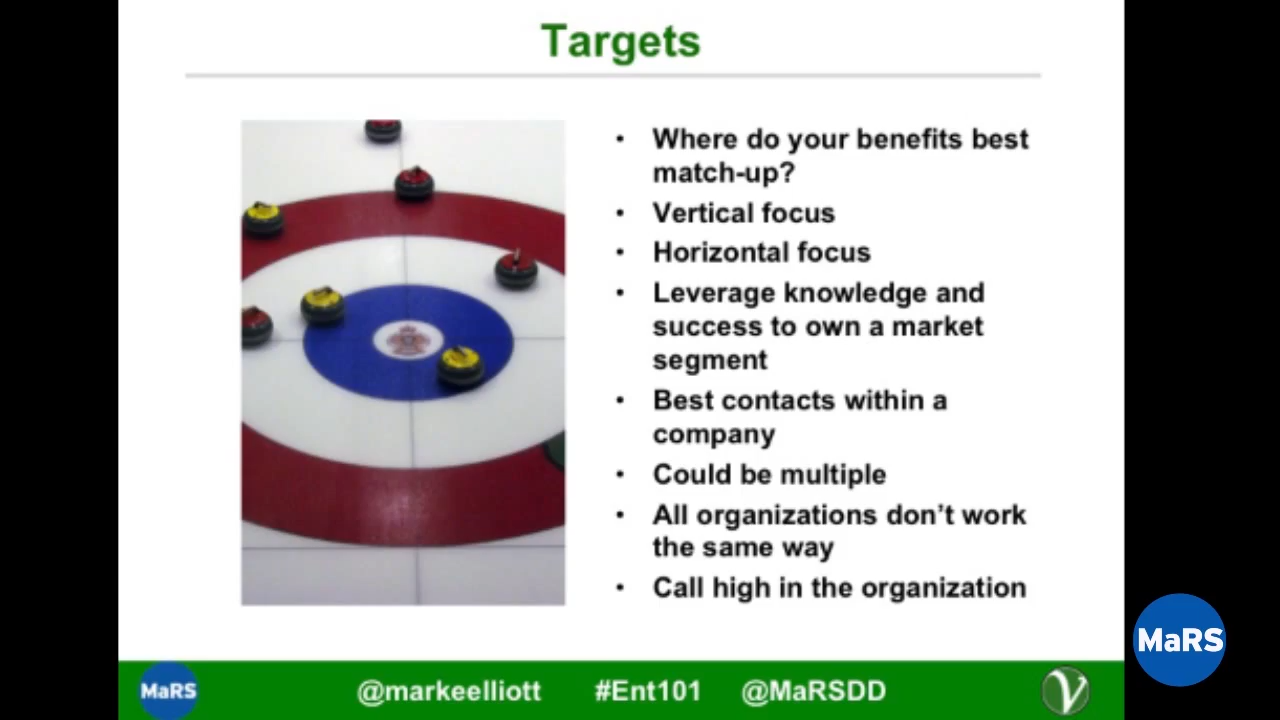 Targets
• Where do your benefits best
match-up?
• Vertical focus
• Horizontal focus
• Leverage knowledge and
success to own a market
segment
• Best contacts within a
company
• Could be multiple
• All organizations don’t work
the same way
• Call high in the organization
MaRS
MaRS @markeelliott #Ent101 @MaRSDD V